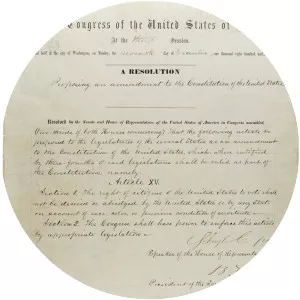 Congress of the United States of
At the Third Session,
held at the city of Washington, on Monday, the seventh day of December, one thousand eight hundred and
A RESOLUTION
Proposing an amendment to the Constitution of the United States.
Resolved by the Senate and House of Representatives of the United States of America in Congress assembled,
(two-thirds of both Houses concurring) That the following article be
proposed to the legislatures of the several States as an amendment
to the Constitution of the United States, which, when ratified
by three-fourths of said legislatures shall be valid as part of
the Constitution, namely:
Article XV.
Section 1. The right of citizens of the United States to vote shall
not be denied or abridged by the United States or by any State
on account of race, color, or previous condition of servitude.
Section 2. The Congress shall have power to enforce this article
by appropriate legislation.
Speaker of the House of Representatives
President of the Se